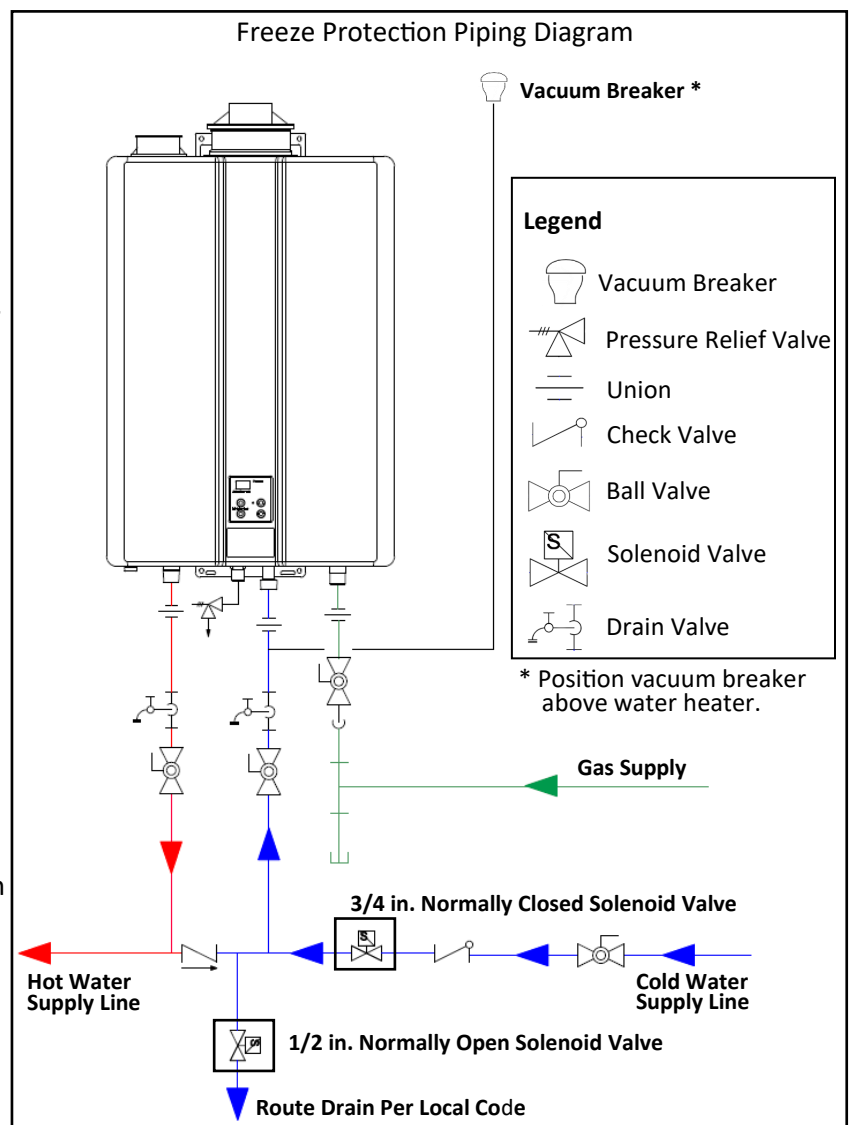 Freeze Protection Piping Diagram
Vacuum Breaker *
Legend
Vacuum Breaker
Pressure Relief Valve
Union
Check Valve
Ball Valve
S
Solenoid Valve
Drain Valve
* Position vacuum breaker
above water heater.
Gas Supply
3/4 in. Normally Closed Solenoid Valve
S
Hot Water
Supply Line
Cold Water
Supply Line
S
1/2 in. Normally Open Solenoid Valve
Route Drain Per Local Code